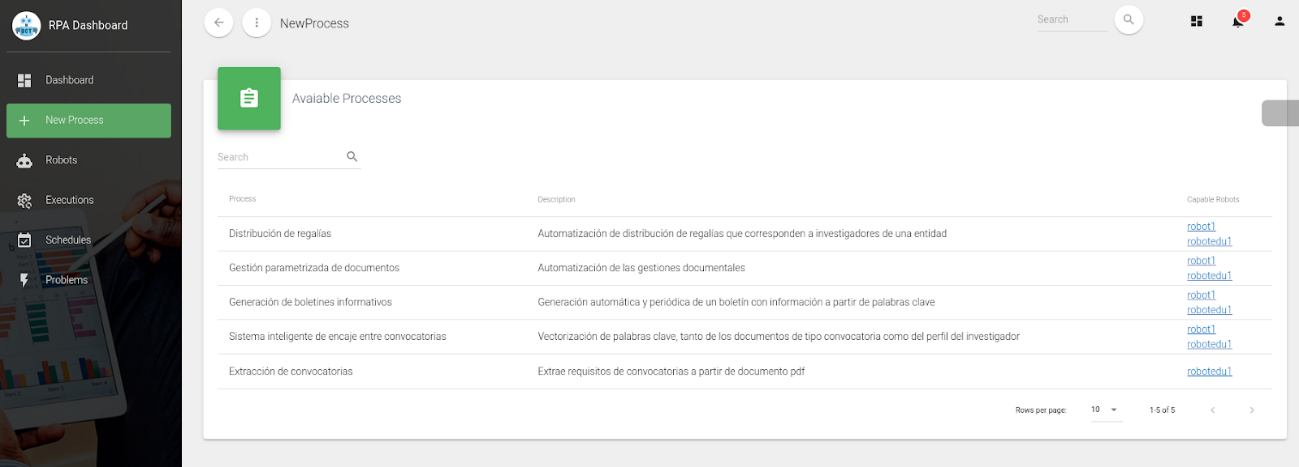 RPA Dashboard
Dashboard
New Process
Robots
Executions
Schedules
Problems
NewProcess
Search
5
Avaiable Processes
Search
Process Description Capable Robots
Distribución de regalías Automatización de distribución de regalías que corresponden a investigadores de una entidad robot1
robotedu1
Gestión parametrizada de documentos Automatización de las gestiones documentales robot1
robotedu1
Generación de boletines informativos Generación automática y periódica de un boletín con información a partir de palabras clave robot1
robotedu1
Sistema inteligente de encaje entre convocatorias Vectorización de palabras clave, tanto de los documentos de tipo convocatoria como del perfil del investigador robot1
robotedu1
Extracción de convocatorias Extrae requisitos de convocatorias a partir de documento pdf robotedu1
Rows per page: 10 1-5 of 5